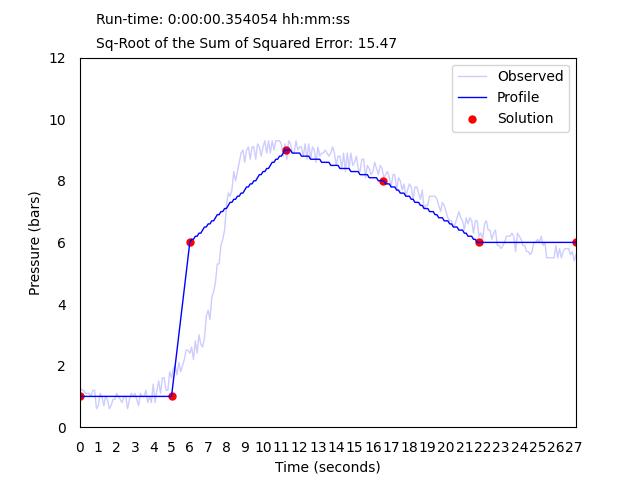 Run-time: 0:00:00.354054 hh:mm:ss
Sq-Root of the Sum of Squared Error: 15.47
12
10
8
6
4
2
0
Pressure (bars)
Observed
Profile
Solution
0 1 2 3 4 5 6 7 8 9 10 11 12 13 14 15 16 17 18 19 20 21 22 23 24 25 26 27
Time (seconds)